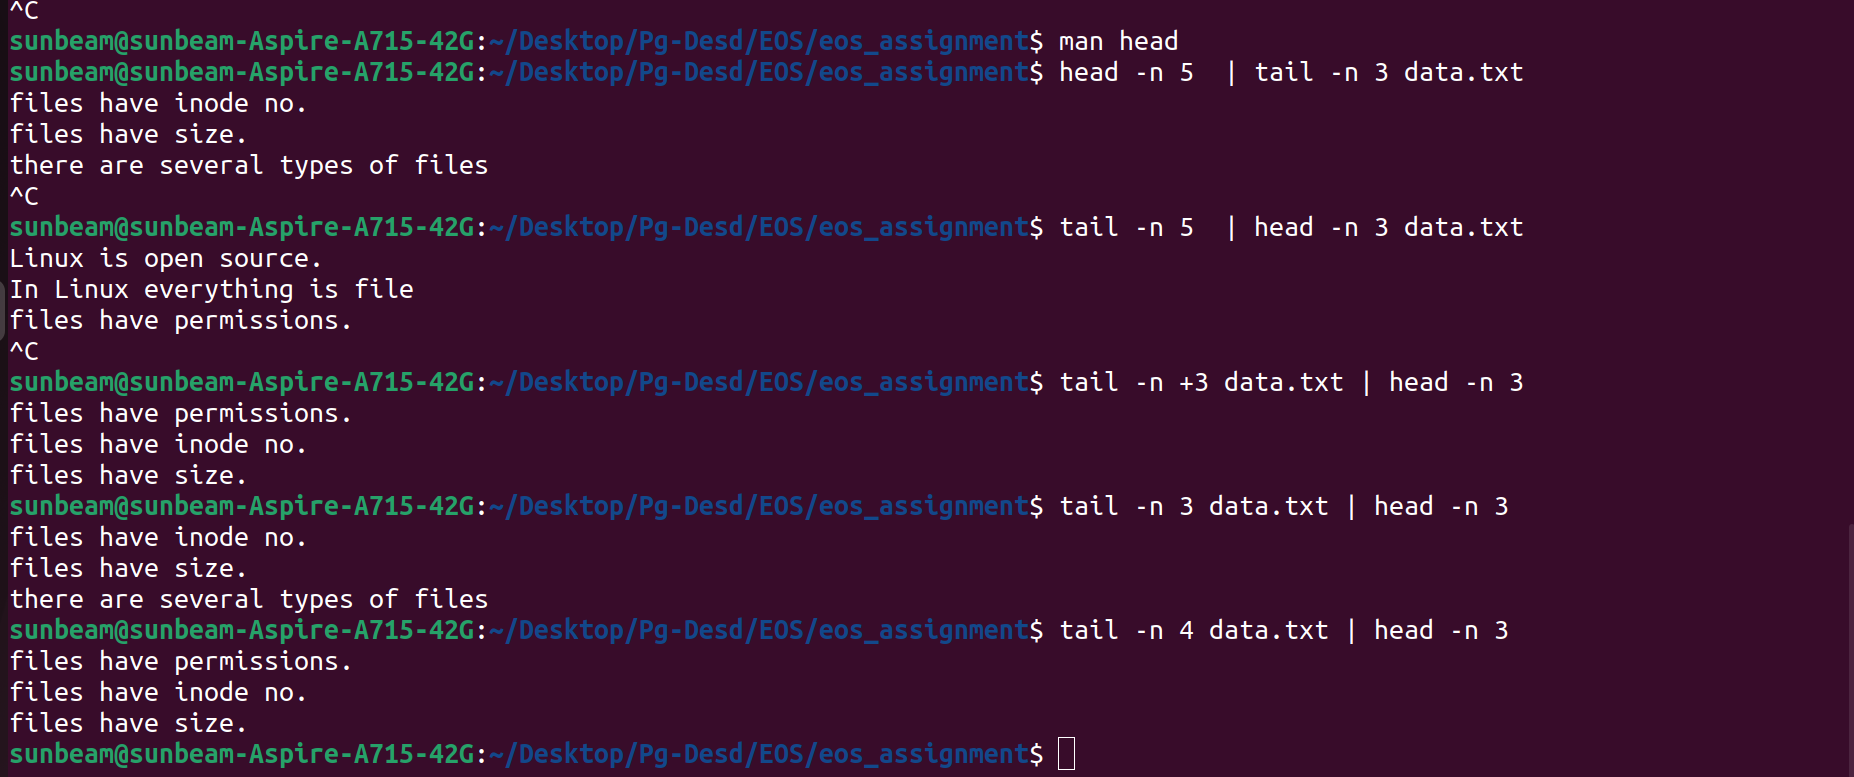 ^C
sunbeam@sunbeam-Aspire-A715-42G:~/Desktop/Pg-Desd/EOS/eos_assignment$ man head
sunbeam@sunbeam-Aspire-A715-42G:~/Desktop/Pg-Desd/EOS/eos_assignment$ head -n 5  | tail -n 3 data.txt
files have inode no.
files have size.
there are several types of files
^C
sunbeam@sunbeam-Aspire-A715-42G:~/Desktop/Pg-Desd/EOS/eos_assignment$ tail -n 5  | head -n 3 data.txt
Linux is open source.
In Linux everything is file
files have permissions.
^C
sunbeam@sunbeam-Aspire-A715-42G:~/Desktop/Pg-Desd/EOS/eos_assignment$ tail -n +3 data.txt | head -n 3
files have permissions.
files have inode no.
files have size.
sunbeam@sunbeam-Aspire-A715-42G:~/Desktop/Pg-Desd/EOS/eos_assignment$ tail -n 3 data.txt | head -n 3
files have inode no.
files have size.
there are several types of files
sunbeam@sunbeam-Aspire-A715-42G:~/Desktop/Pg-Desd/EOS/eos_assignment$ tail -n 4 data.txt | head -n 3
files have permissions.
files have inode no.
files have size.
sunbeam@sunbeam-Aspire-A715-42G:~/Desktop/Pg-Desd/EOS/eos_assignment$